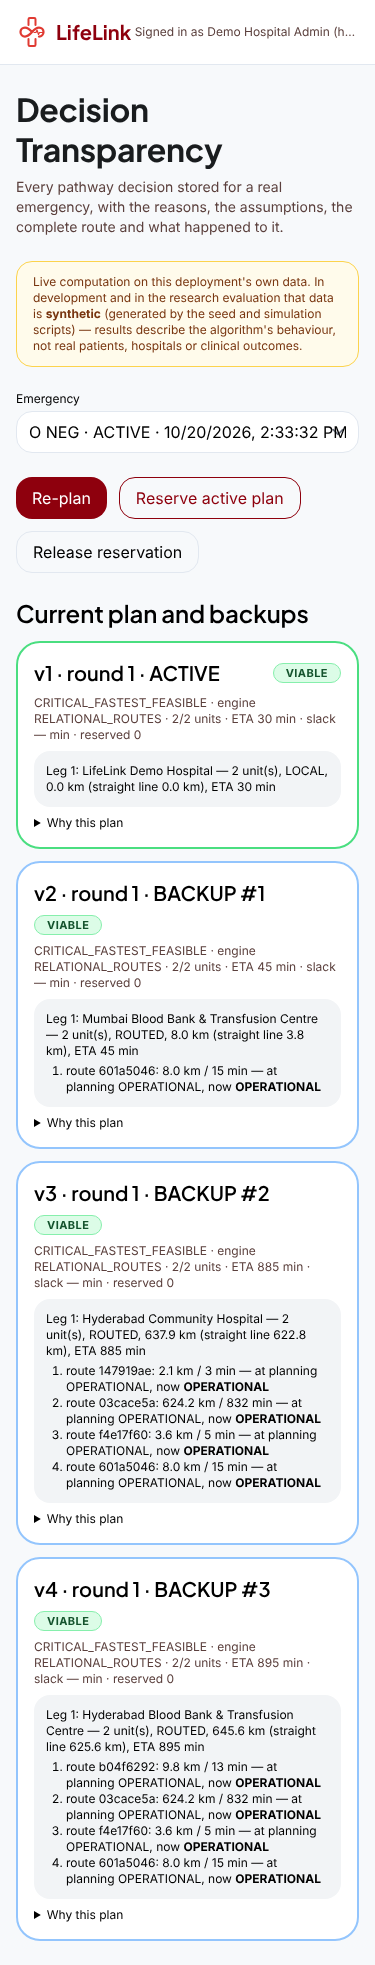 LifeLink
Signed in as Demo Hospital Admin (h...
Decision
Transparency
Every pathway decision stored for a real
emergency, with the reasons, the assumptions, the
complete route and what happened to it.
Live computation on this deployment's own data. In
development and in the research evaluation that data
is synthetic (generated by the seed and simulation
scripts) — results describe the algorithm's behaviour,
not real patients, hospitals or clinical outcomes.
Emergency
O NEG · ACTIVE · 10/20/2026, 2:33:32 PM
Re-plan
Reserve active plan
Release reservation
Current plan and backups
v1 · round 1 · ACTIVE
VIABLE
CRITICAL_FASTEST_FEASIBLE · engine
RELATIONAL_ROUTES · 2/2 units · ETA 30 min · slack
— min · reserved 0
Leg 1: LifeLink Demo Hospital — 2 unit(s), LOCAL,
0.0 km (straight line 0.0 km), ETA 30 min
Why this plan
v2 · round 1 · BACKUP #1
VIABLE
CRITICAL_FASTEST_FEASIBLE · engine
RELATIONAL_ROUTES · 2/2 units · ETA 45 min · slack
— min · reserved 0
Leg 1: Mumbai Blood Bank & Transfusion Centre
— 2 unit(s), ROUTED, 8.0 km (straight line 3.8
km), ETA 45 min
1. route 601a5046: 8.0 km / 15 min — at
planning OPERATIONAL, now OPERATIONAL
Why this plan
v3 · round 1 · BACKUP #2
VIABLE
CRITICAL_FASTEST_FEASIBLE · engine
RELATIONAL_ROUTES · 2/2 units · ETA 885 min ·
slack — min · reserved 0
Leg 1: Hyderabad Community Hospital — 2
unit(s), ROUTED, 637.9 km (straight line 622.8
km), ETA 885 min
1. route 147919ae: 2.1 km / 3 min — at planning
OPERATIONAL, now OPERATIONAL
2. route 03cace5a: 624.2 km / 832 min — at
planning OPERATIONAL, now OPERATIONAL
3. route f4e17f60: 3.6 km / 5 min — at planning
OPERATIONAL, now OPERATIONAL
4. route 601a5046: 8.0 km / 15 min — at
planning OPERATIONAL, now OPERATIONAL
Why this plan
v4 · round 1 · BACKUP #3
VIABLE
CRITICAL_FASTEST_FEASIBLE · engine
RELATIONAL_ROUTES · 2/2 units · ETA 895 min ·
slack — min · reserved 0
Leg 1: Hyderabad Blood Bank & Transfusion
Centre — 2 unit(s), ROUTED, 645.6 km (straight
line 625.6 km), ETA 895 min
1. route b04f6292: 9.8 km / 13 min — at
planning OPERATIONAL, now OPERATIONAL
2. route 03cace5a: 624.2 km / 832 min — at
planning OPERATIONAL, now OPERATIONAL
3. route f4e17f60: 3.6 km / 5 min — at planning
OPERATIONAL, now OPERATIONAL
4. route 601a5046: 8.0 km / 15 min — at
planning OPERATIONAL, now OPERATIONAL
Why this plan